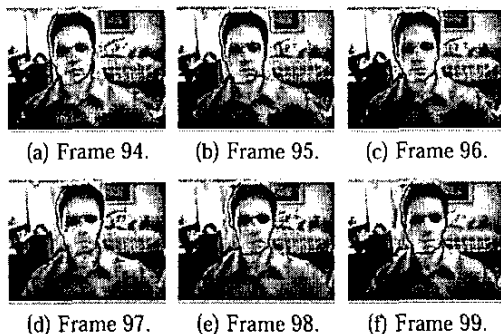 (a) Frame 94.
(b) Frame 95.
(c) Frame 96.
(d) Frame 97.
(e) Frame 98.
(f) Frame 99.